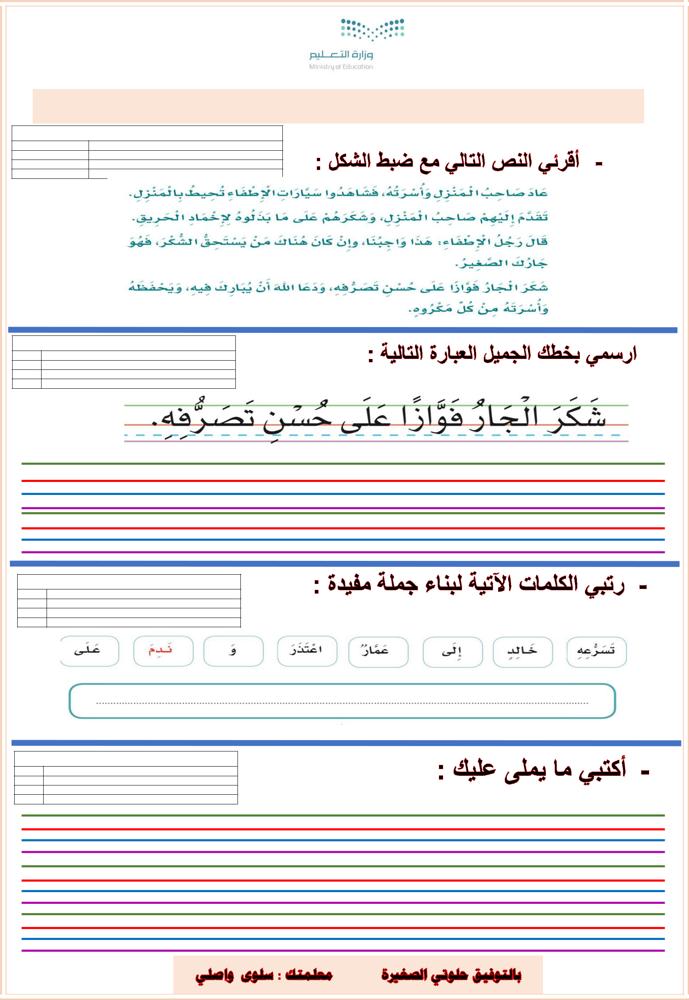 وزارة التعليم
Ministry of Education
- أقرئي النص التالي مع ضبط الشكل :
عَادَ صَاحِبُ الْمَنْزِلِ وَأُسْرَتُهُ، فَشَاهَدُوا سَيَّارَاتِ الْإِطْفَاءِ تُحِيطُ بِالْمَنْزِلِ.
تَقَدَّمَ إِلَيْهِمْ صَاحِبُ الْمَنْزِلِ، وَشَكَرَهُمْ عَلَى مَا بَذَلُوهُ لِإِخْمَادِ الْحَرِيقِ.
قَالَ رَجُلُ الْإِطْفَاءِ: هَذَا وَاجِبُنَا، وإِنْ كَانَ هُنَاكَ مَنْ يَسْتَحِقُّ الشُّكْرَ، فَهُوَ
جَارُكَ الصَّغِيرُ.
شَكَرَ الْجَارُ فَوَّازًا عَلَى حُسْنِ تَصَرُّفِهِ، وَدَعَا اللهَ أَنْ يُبَارِكَ فِيهِ، وَيَحْفَظَهُ
وَأُسْرَتَهُ مِنْ كُلِّ مَكْرُوهٍ.
ارسمي بخطك الجميل العبارة التالية :
شَكَرَ الْجَارُ فَوَّازًا عَلَى حُسْنِ تَصَرُّفِهِ.
- رتبي الكلمات الآتية لبناء جملة مفيدة :
تَسَرُّعِهِ خَالِدٍ إِلَى عَمَّارٌ اعْتَذَرَ وَ نَدِمَ عَلَى
- أكتبي ما يملى عليك :
بالتوفيق حلوتي الصغيرة معلمتك : سلوى واصلي